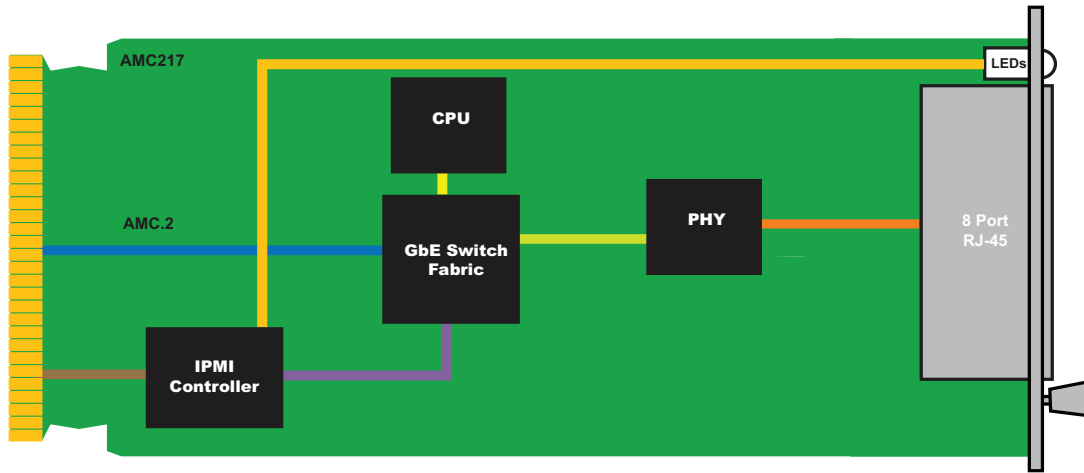 AMC217
LEDs
CPU
AMC.2
GbE Switch
Fabric
PHY
8 Port
RJ-45
IPMI
Controller